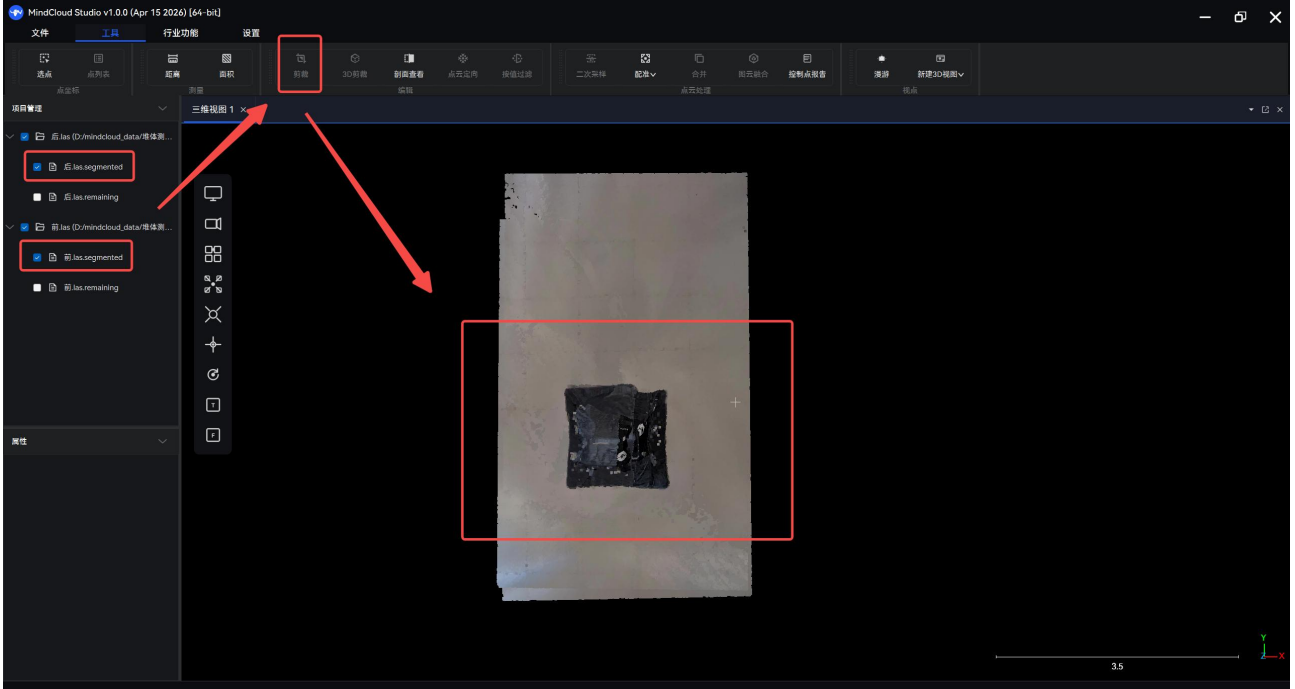 MindCloud Studio v1.0.0 (Apr 15 2026) [64-bit]
文件 工具 行业功能 设置
选点 点列表 距离 面积 剪裁 3D剪裁 剖面查看 点云定向 按值过滤 二次采样 配准 合并 图云融合 控制点报告 漫游 新建3D视图
点坐标 测量 编辑 点云处理 视点
项目管理
三维视图 1 ×
后.las (D:/mindcloud_data/堆体测...
后.las.segmented
后.las.remaining
前.las (D:/mindcloud_data/堆体测...
前.las.segmented
前.las.remaining
T
F
属性
Y
Z X
3.5